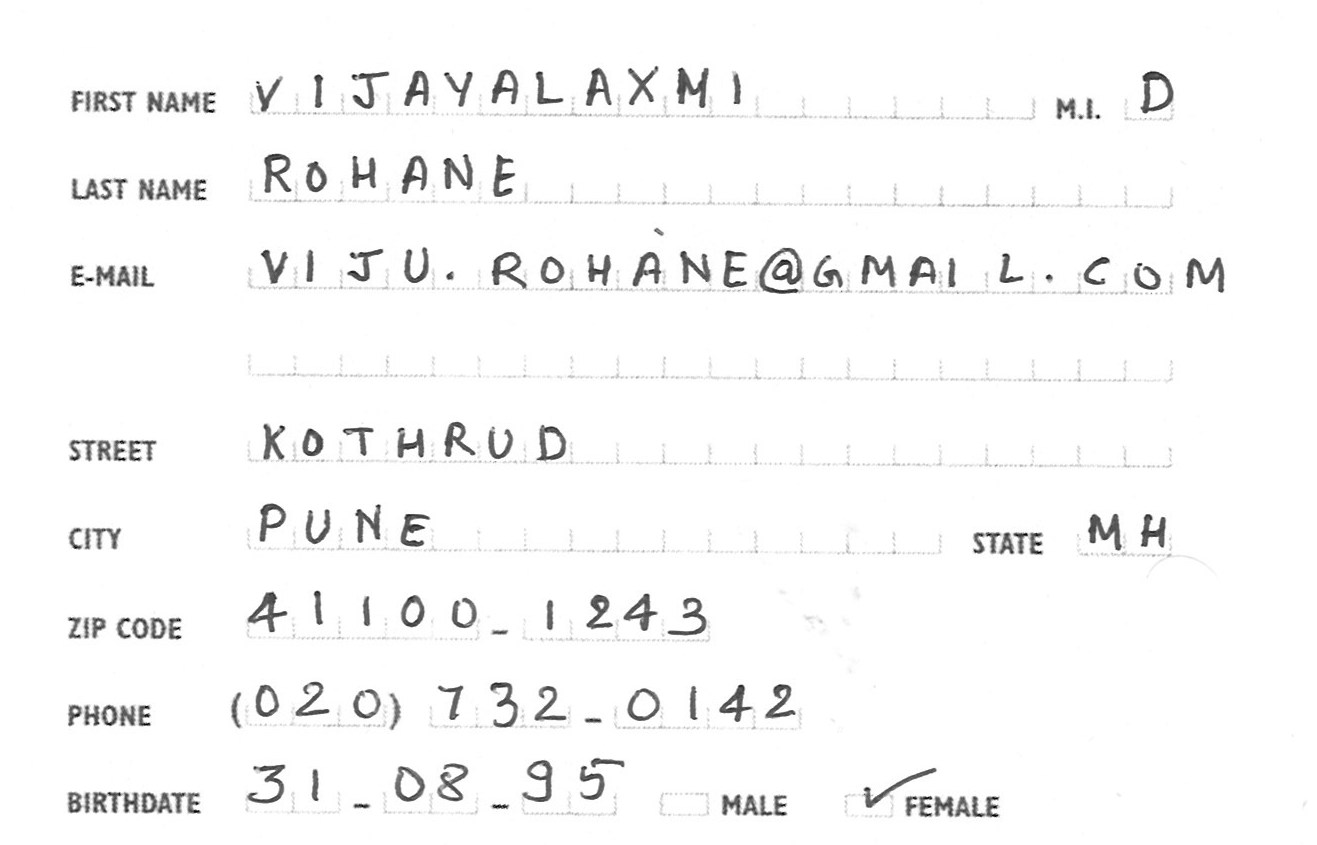 FIRST NAME VIJAYALAXMI M.I. D
LAST NAME ROHANE
E-MAIL VIJU.ROHANE@GMAIL.COM
STREET KOTHRUD
CITY PUNE STATE MH
ZIP CODE 41100-1243
PHONE (020) 732-0142
BIRTHDATE 31-08-95 MALE ✓ FEMALE